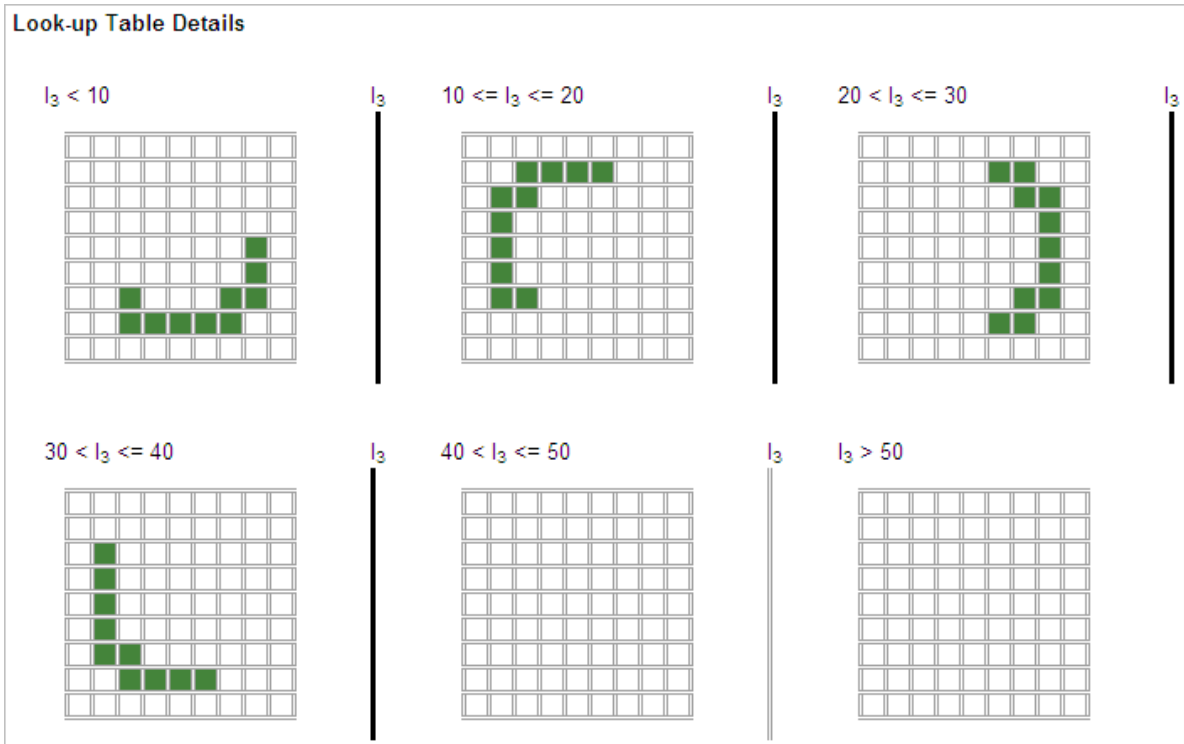 Look-up Table Details
I₃ < 10 I₃ 10 <= I₃ <= 20 I₃ 20 < I₃ <= 30 I₃
30 < I₃ <= 40 I₃ 40 < I₃ <= 50 I₃ I₃ > 50